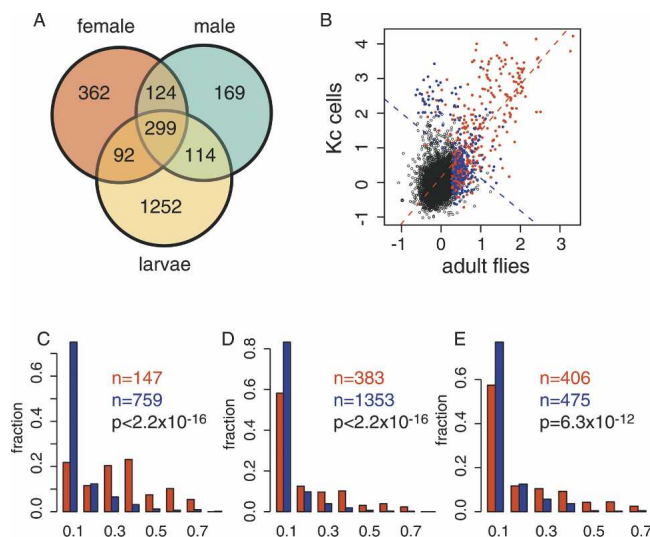 A
female male
362 124 169
299
92 114
1252
larvae
B
Kc cells
4
3
2
1
0
-1
-1 0 1 2 3
adult flies
C
fraction
0.6
0.4
0.2
0.0
n=147
n=759
p<2.2x10-16
0.1 0.3 0.5 0.7
D
fraction
0.8
0.6
0.4
0.2
0.0
n=383
n=1353
p<2.2x10-16
0.1 0.3 0.5 0.7
E
fraction
0.6
0.4
0.2
0.0
n=406
n=475
p=6.3x10-12
0.1 0.3 0.5 0.7